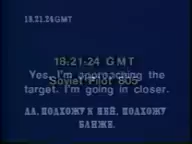 18.21.24GMT
18:21-24 GMT
Yes, I'm approaching the
Soviet Pilot 805
target. I'm going in closer.
ДА, ПОДХОЖУ К НЕЙ, ПОДХОЖУ
БЛИЖЕ.